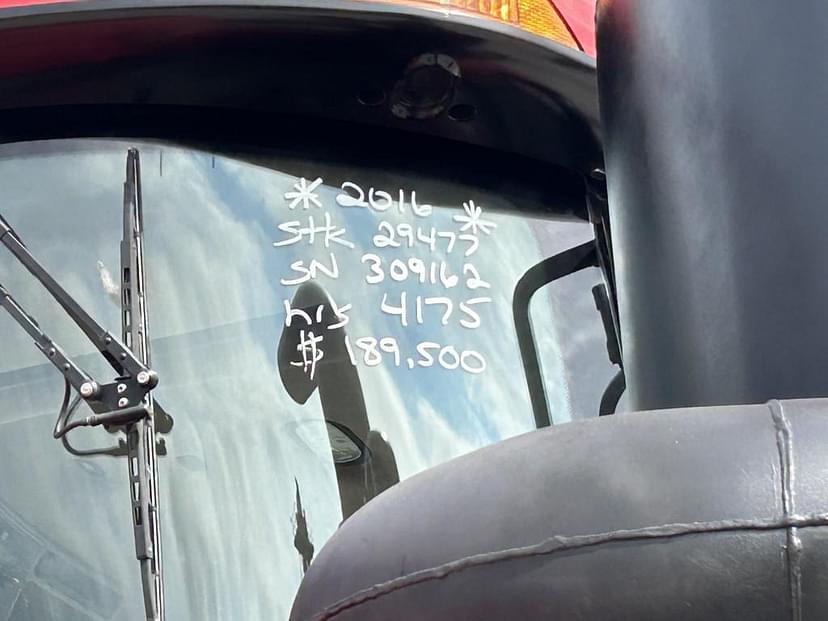 * 2016 *
Stk 29477
SN 309162
hrs 4175
$189,500